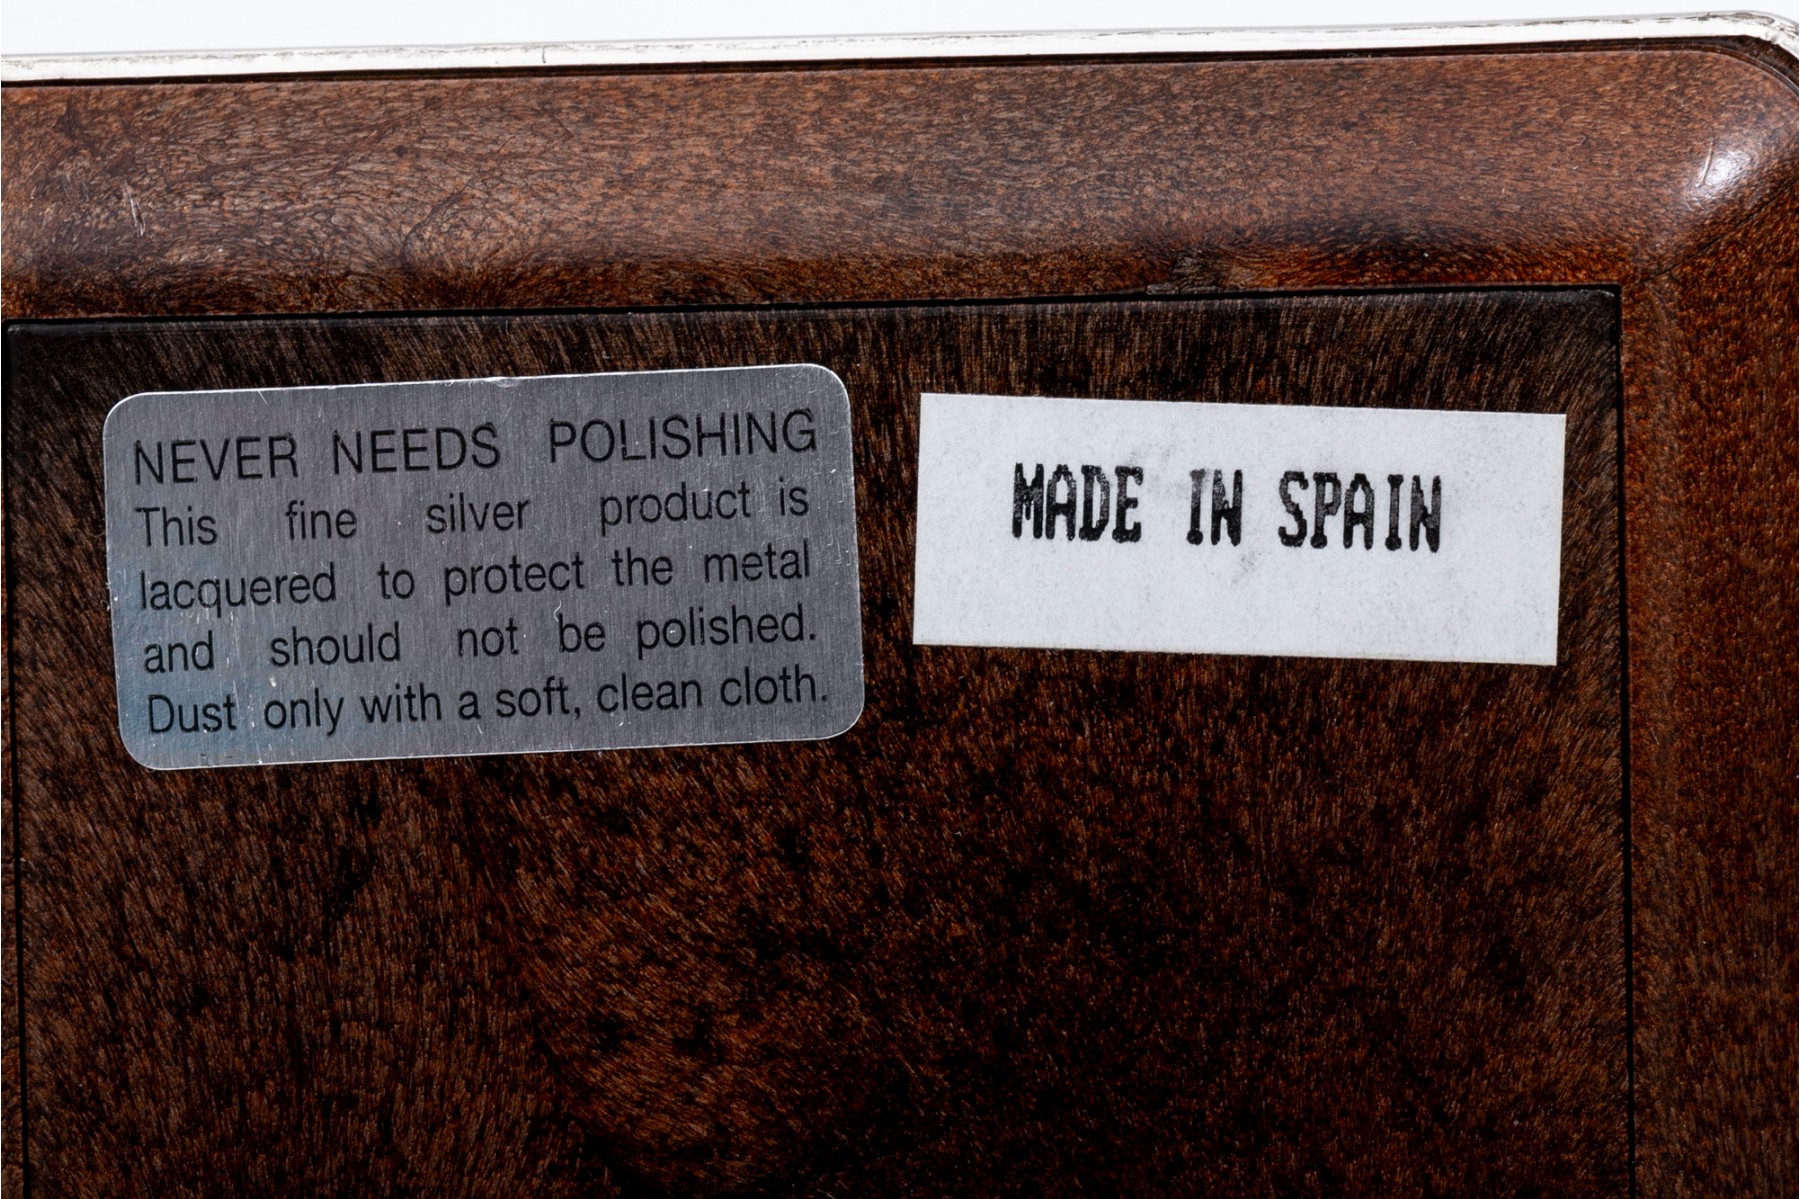 NEVER NEEDS POLISHING
This fine silver product is
lacquered to protect the metal
and should not be polished.
Dust only with a soft, clean cloth.
MADE IN SPAIN